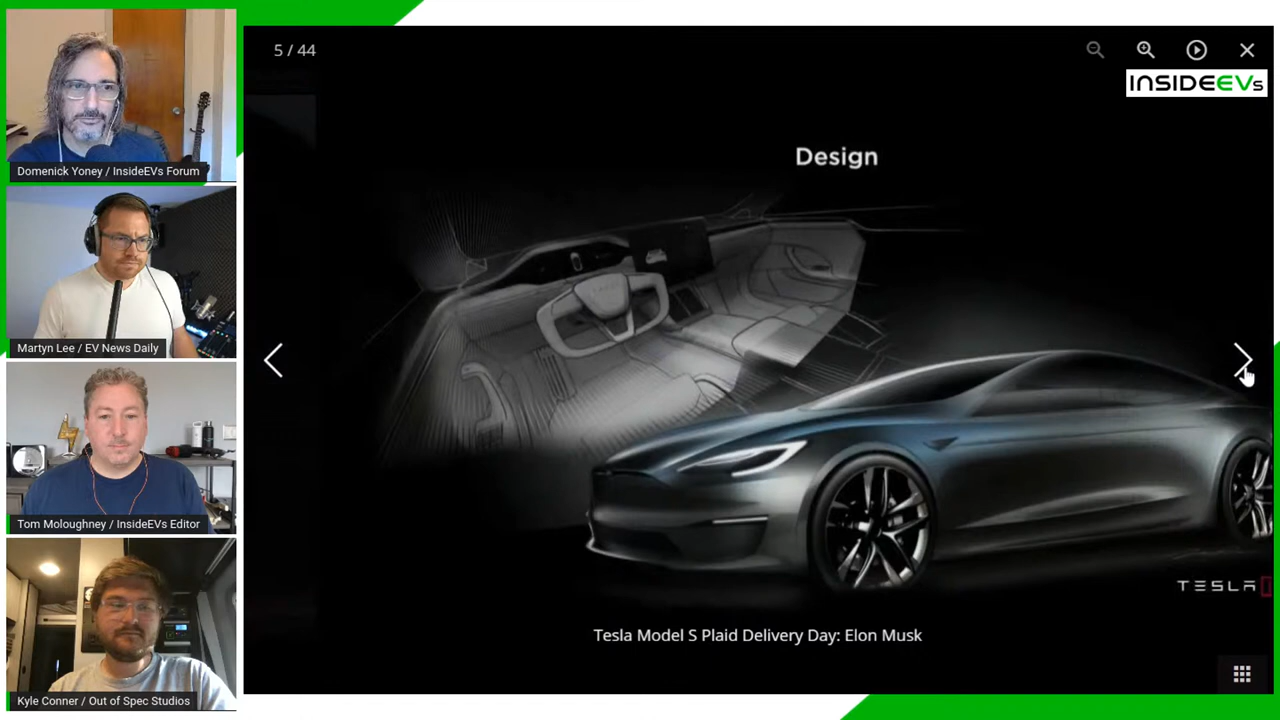 Domenick Yoney / InsideEVs Forum
Martyn Lee / EV News Daily
Tom Moloughney / InsideEVs Editor
Kyle Conner / Out of Spec Studios
5 / 44
INSIDEEVs
Design
TESLA
Tesla Model S Plaid Delivery Day: Elon Musk